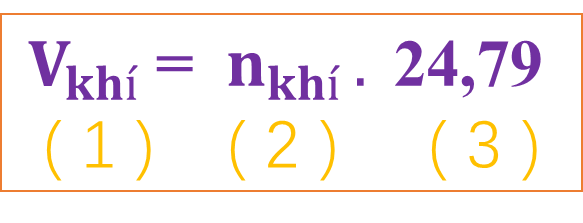 Vkhí = nkhí . 24,79
(1) (2) (3)